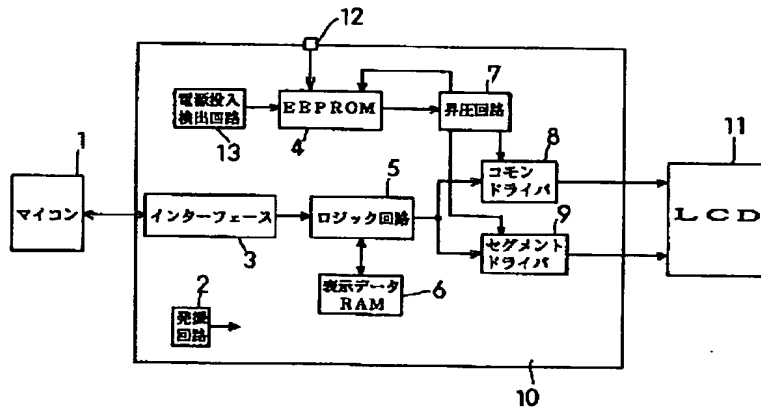 12
7
電源投入
検出回路
EEPROM
昇圧回路
13
4
8
11
1
5
コモン
ドライバ
マイコン
インターフェース
ロジック回路
9
LCD
3
セグメント
ドライバ
2
表示データ
RAM
6
発振
回路
10